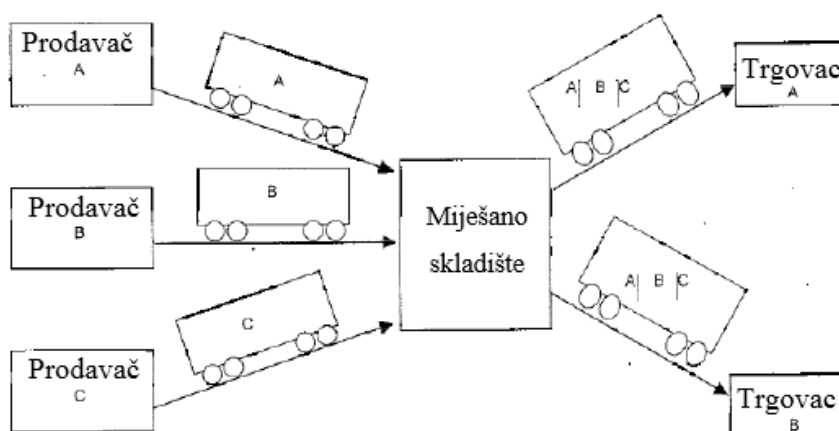 Prodavač
A
A
A B C
Trgovac
A
Prodavač
B
B
Miješano
skladište
A B C
Prodavač
C
C
Trgovac
B